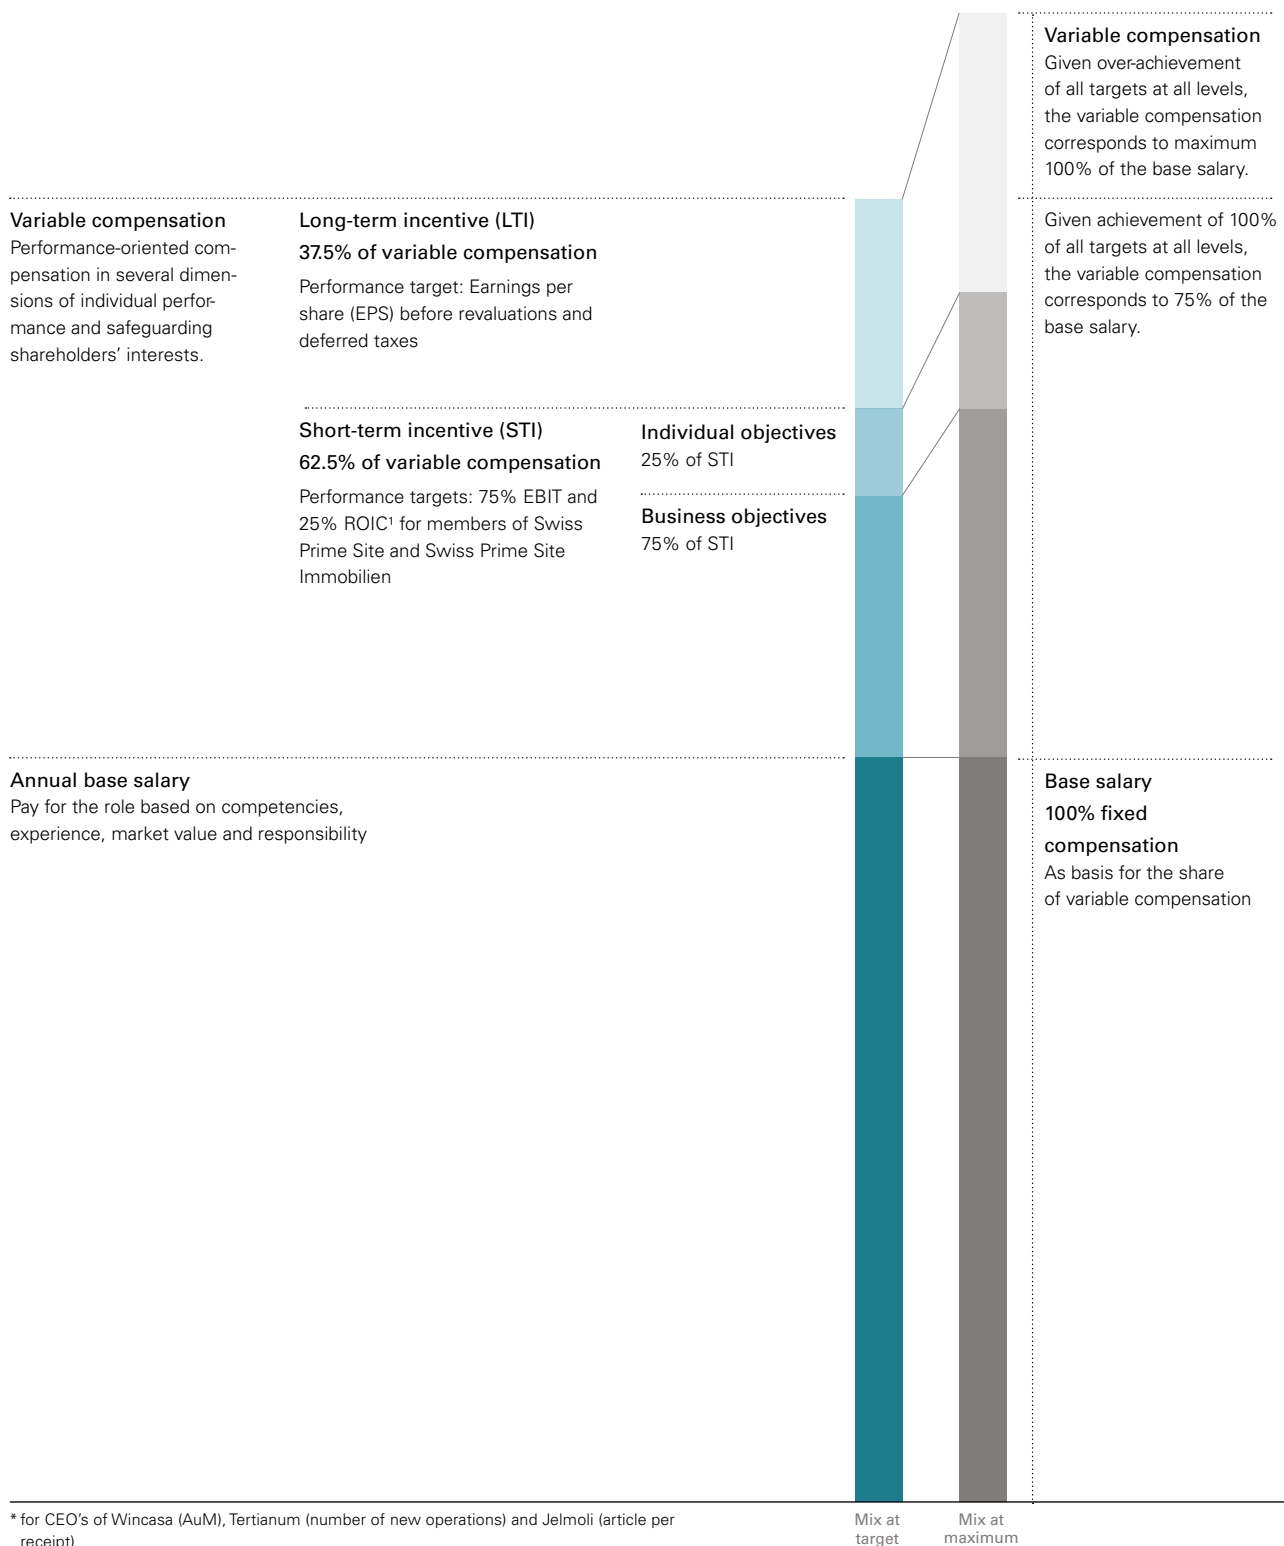 Variable compensation
Given over-achievement
of all targets at all levels,
the variable compensation
corresponds to maximum
100% of the base salary.
Variable compensation
Performance-oriented com-
pensation in several dimen-
sions of individual perfor-
mance and safeguarding
shareholders' interests.
Long-term incentive (LTI)
37.5% of variable compensation
Performance target: Earnings per
share (EPS) before revaluations and
deferred taxes
Given achievement of 100%
of all targets at all levels,
the variable compensation
corresponds to 75% of the
base salary.
Short-term incentive (STI)
62.5% of variable compensation
Performance targets: 75% EBIT and
25% ROIC¹ for members of Swiss
Prime Site and Swiss Prime Site
Immobilien
Individual objectives
25% of STI
Business objectives
75% of STI
Annual base salary
Pay for the role based on competencies,
experience, market value and responsibility
Base salary
100% fixed
compensation
As basis for the share
of variable compensation
* for CEO's of Wincasa (AuM), Tertianum (number of new operations) and Jelmoli (article per
receipt)
Mix at
target
Mix at
maximum